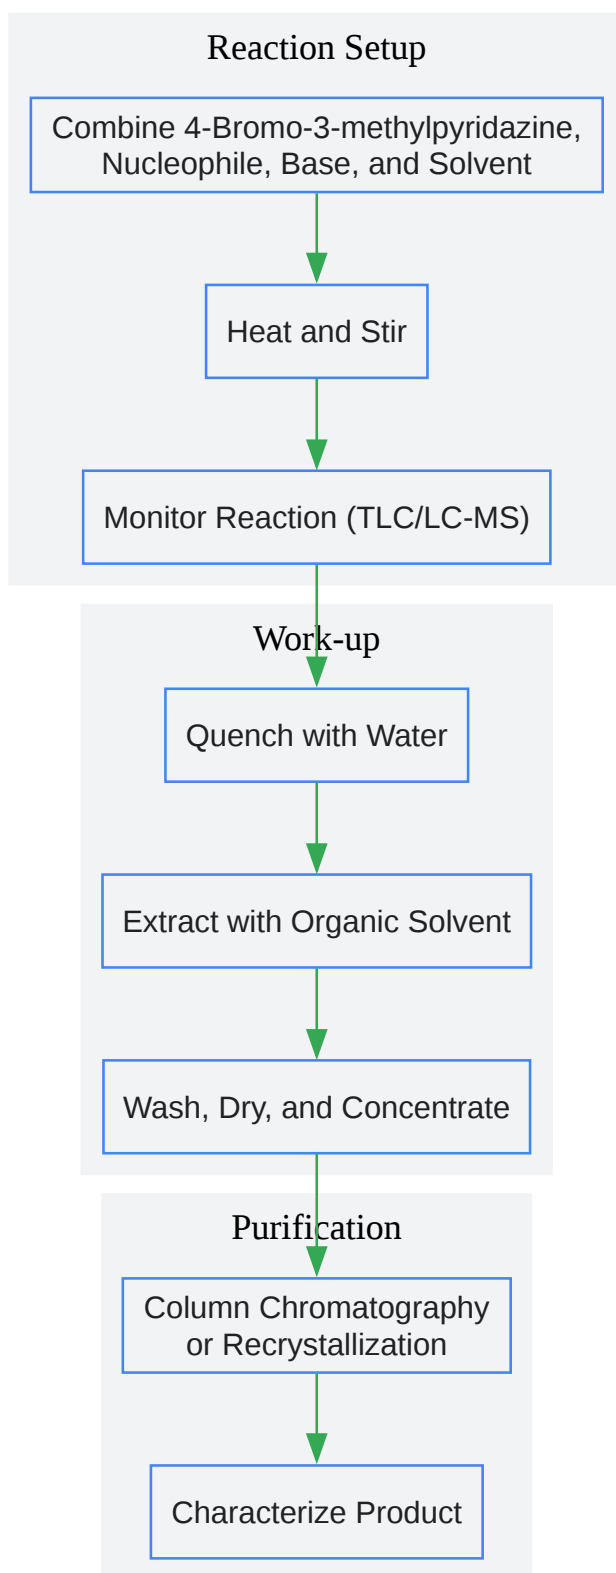 Reaction Setup
Combine 4-Bromo-3-methylpyridazine,
Nucleophile, Base, and Solvent
Heat and Stir
Monitor Reaction (TLC/LC-MS)
Work-up
Quench with Water
Extract with Organic Solvent
Wash, Dry, and Concentrate
Purification
Column Chromatography
or Recrystallization
Characterize Product